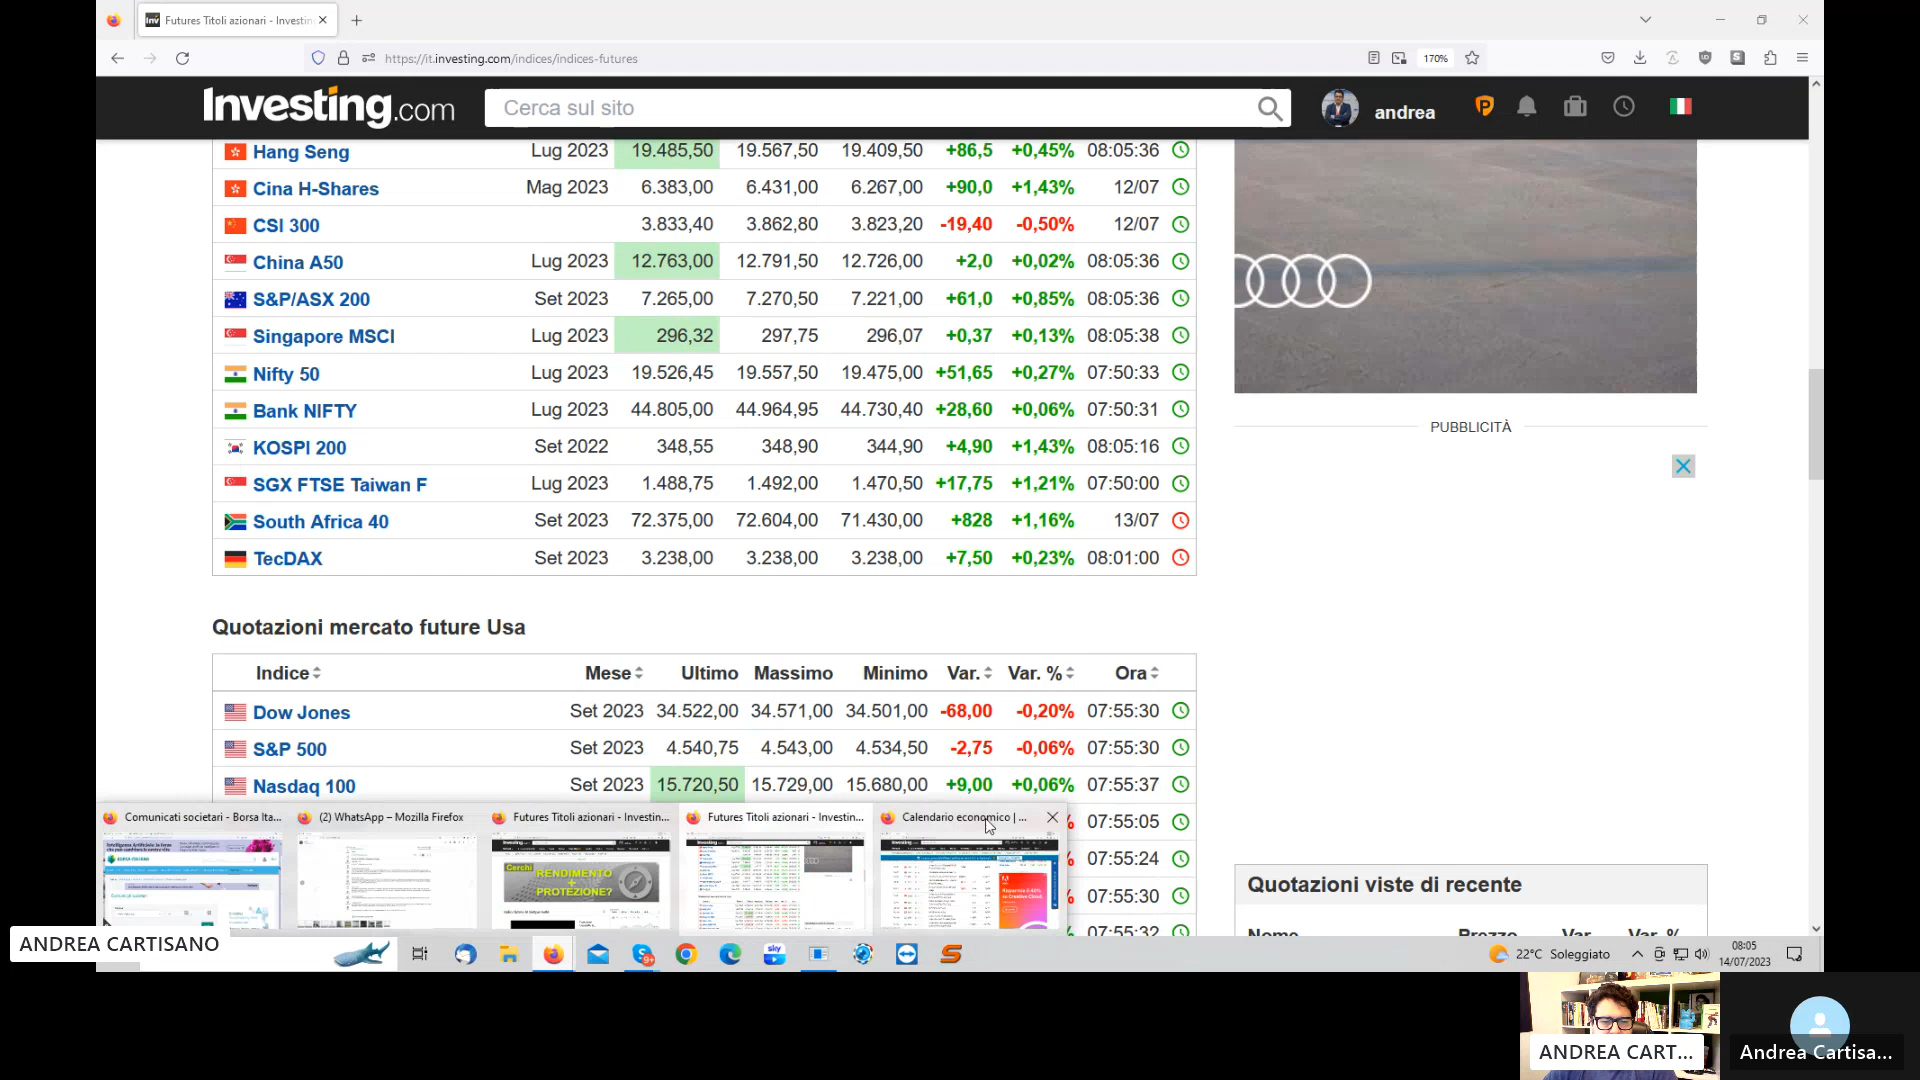 Futures Titoli azionari - Investin
https://it.investing.com/indices/indices-futures
170%
Investing.com
Cerca sul sito
andrea
Hang Seng Lug 2023 19.485,50 19.567,50 19.409,50 +86,5 +0,45% 08:05:36
Cina H-Shares Mag 2023 6.383,00 6.431,00 6.267,00 +90,0 +1,43% 12/07
CSI 300 3.833,40 3.862,80 3.823,20 -19,40 -0,50% 12/07
China A50 Lug 2023 12.763,00 12.791,50 12.726,00 +2,0 +0,02% 08:05:36
S&P/ASX 200 Set 2023 7.265,00 7.270,50 7.221,00 +61,0 +0,85% 08:05:36
Singapore MSCI Lug 2023 296,32 297,75 296,07 +0,37 +0,13% 08:05:38
Nifty 50 Lug 2023 19.526,45 19.557,50 19.475,00 +51,65 +0,27% 07:50:33
Bank NIFTY Lug 2023 44.805,00 44.964,95 44.730,40 +28,60 +0,06% 07:50:31
KOSPI 200 Set 2022 348,55 348,90 344,90 +4,90 +1,43% 08:05:16
SGX FTSE Taiwan F Lug 2023 1.488,75 1.492,00 1.470,50 +17,75 +1,21% 07:50:00
South Africa 40 Set 2023 72.375,00 72.604,00 71.430,00 +828 +1,16% 13/07
TecDAX Set 2023 3.238,00 3.238,00 3.238,00 +7,50 +0,23% 08:01:00
PUBBLICITÀ
Quotazioni mercato future Usa
Indice Mese Ultimo Massimo Minimo Var. Var. % Ora
Dow Jones Set 2023 34.522,00 34.571,00 34.501,00 -68,00 -0,20% 07:55:30
S&P 500 Set 2023 4.540,75 4.543,00 4.534,50 -2,75 -0,06% 07:55:30
Nasdaq 100 Set 2023 15.720,50 15.729,00 15.680,00 +9,00 +0,06% 07:55:37
% 07:55:05
% 07:55:24
% 07:55:30
% 07:55:32
Quotazioni viste di recente
Nome Prezzo Var. Var. %
Comunicati societari - Borsa Ita...
(2) WhatsApp – Mozilla Firefox
Futures Titoli azionari - Investin...
Futures Titoli azionari - Investin...
Calendario economico | ...
Cerchi
RENDIMENTO
+
PROTEZIONE?
ANDREA CARTISANO
sky
9+
22°C Soleggiato
08:05
14/07/2023
ANDREA CART...
Andrea Cartisa...